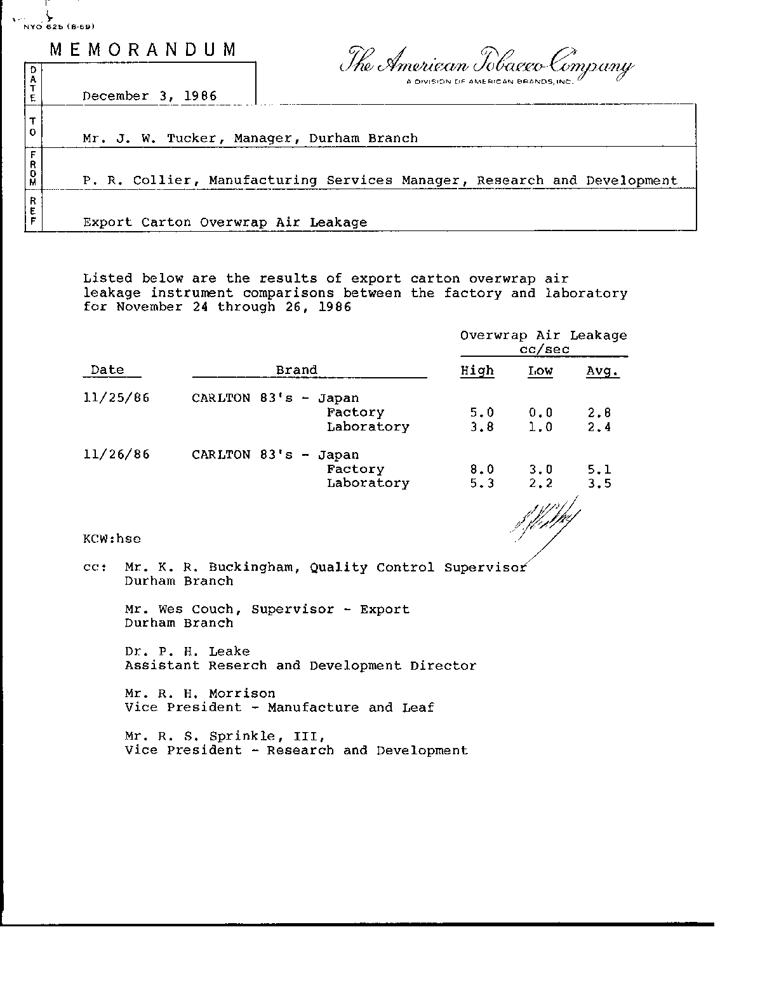 NYO 625 (8-69)
MEMORANDUM
The American Tobacco Company
A DIVISION OF AMERICAN BRANDS, INC.
DATE
December 3, 1986
TO
Mr. J. W. Tucker, Manager, Durham Branch
FROM
P. R. Collier, Manufacturing Services Manager, Research and Development
REF
Export Carton Overwrap Air Leakage
Listed below are the results of export carton overwrap air
leakage instrument comparisons between the factory and laboratory
for November 24 through 26, 1986
Overwrap Air Leakage
cc/sec
Date Brand High Low Avg.
11/25/86 CARLTON 83's - Japan
Factory 5.0 0.0 2.8
Laboratory 3.8 1.0 2.4
11/26/86 CARLTON 83's - Japan
Factory 8.0 3.0 5.1
Laboratory 5.3 2.2 3.5
KCW:hse
cc: Mr. K. R. Buckingham, Quality Control Supervisor
Durham Branch
Mr. Wes Couch, Supervisor - Export
Durham Branch
Dr. P. H. Leake
Assistant Reserch and Development Director
Mr. R. H. Morrison
Vice President - Manufacture and Leaf
Mr. R. S. Sprinkle, III,
Vice President - Research and Development